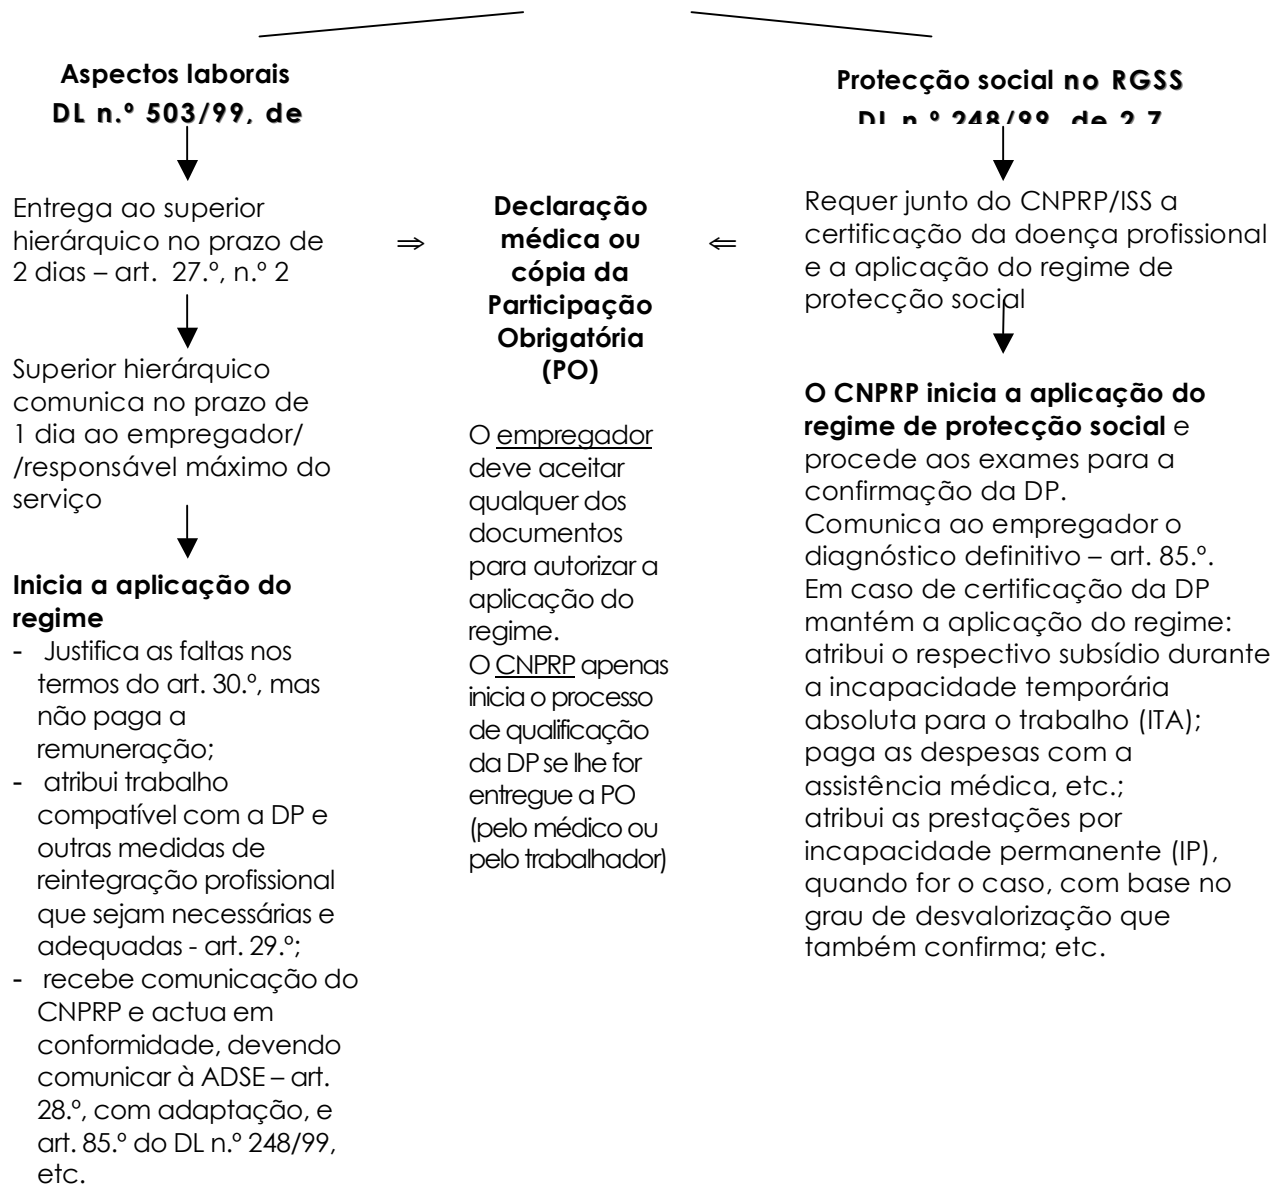 Aspectos laborais
DL n.º 503/99, de
Entrega ao superior
hierárquico no prazo de
2 dias – art. 27.º, n.º 2
Superior hierárquico
comunica no prazo de
1 dia ao empregador/
/responsável máximo do
serviço
Inicia a aplicação do
regime
- Justifica as faltas nos
termos do art. 30.º, mas
não paga a
remuneração;
- atribui trabalho
compatível com a DP e
outras medidas de
reintegração profissional
que sejam necessárias e
adequadas - art. 29.º;
- recebe comunicação do
CNPRP e actua em
conformidade, devendo
comunicar à ADSE – art.
28.º, com adaptação, e
art. 85.º do DL n.º 248/99,
etc.
⇒
Declaração
médica ou
cópia da
Participação
Obrigatória
(PO)
⇐
O empregador
deve aceitar
qualquer dos
documentos
para autorizar a
aplicação do
regime.
O CNPRP apenas
inicia o processo
de qualificação
da DP se lhe for
entregue a PO
(pelo médico ou
pelo trabalhador)
Protecção social no RGSS
DL n.º 248/99, de 2.7
Requer junto do CNPRP/ISS a
certificação da doença profissional
e a aplicação do regime de
protecção social
O CNPRP inicia a aplicação do
regime de protecção social e
procede aos exames para a
confirmação da DP.
Comunica ao empregador o
diagnóstico definitivo – art. 85.º.
Em caso de certificação da DP
mantém a aplicação do regime:
atribui o respectivo subsídio durante
a incapacidade temporária
absoluta para o trabalho (ITA);
paga as despesas com a
assistência médica, etc.;
atribui as prestações por
incapacidade permanente (IP),
quando for o caso, com base no
grau de desvalorização que
também confirma; etc.